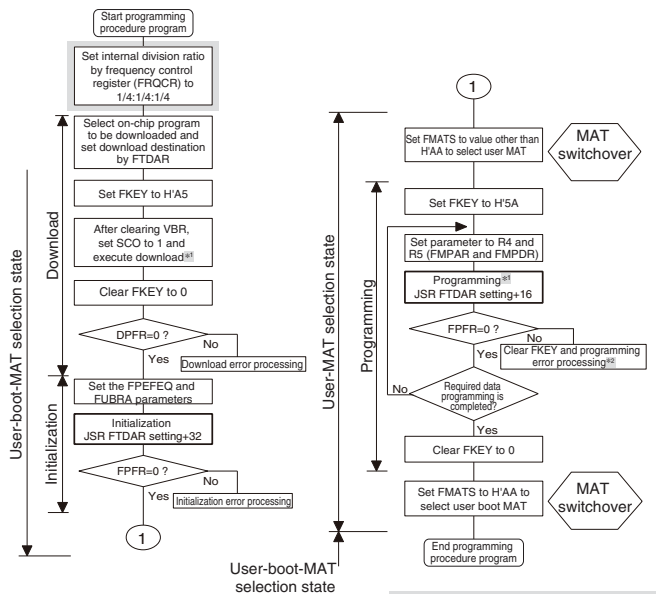 Start programming
procedure program
Set internal division ratio
by frequency control
register (FRQCR) to
1/4:1/4:1/4
Select on-chip program
to be downloaded and
set download destination
by FTDAR
Set FKEY to H'A5
After clearing VBR,
set SCO to 1 and
execute download*1
Clear FKEY to 0
DPFR=0 ?
No
Yes
Download error processing
Set the FPEFEQ and
FUBRA parameters
Initialization
JSR FTDAR setting+32
FPFR=0 ?
No
Yes
Initialization error processing
1
Download
Initialization
User-boot-MAT selection state
1
Set FMATS to value other than
H'AA to select user MAT
MAT
switchover
Set FKEY to H'5A
Set parameter to R4 and
R5 (FMPAR and FMPDR)
Programming*1
JSR FTDAR setting+16
FPFR=0 ?
No
Yes
Clear FKEY and programming
error processing*2
Required data
programming is
completed?
No
Yes
Clear FKEY to 0
Set FMATS to H'AA to
select user boot MAT
MAT
switchover
End programming
procedure program
Programming
User-MAT selection state
User-boot-MAT
selection state